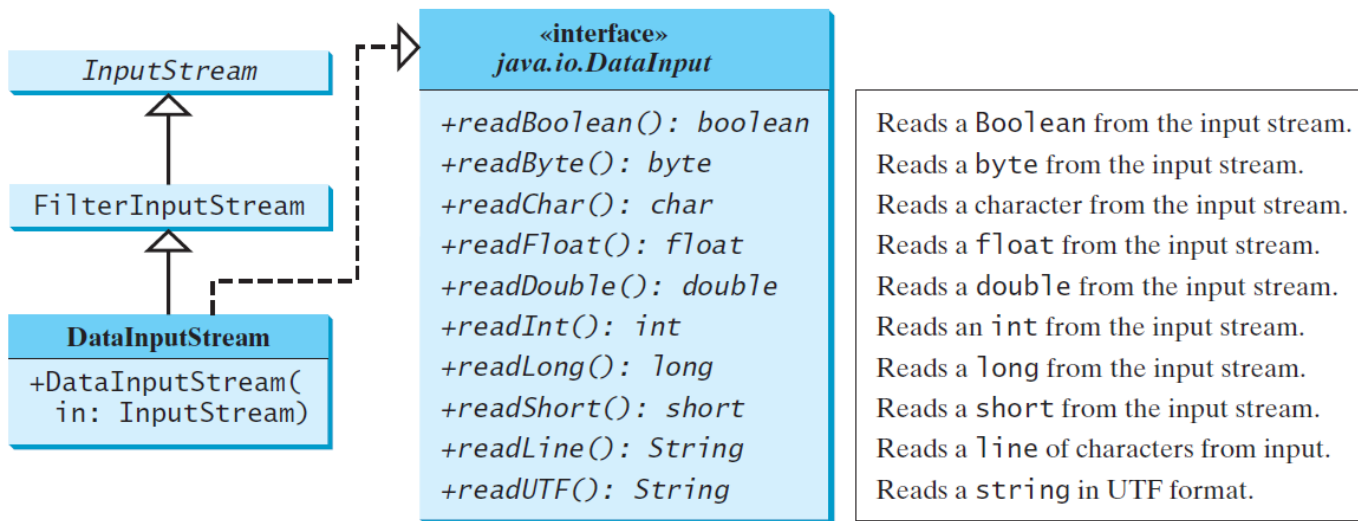 InputStream
FilterInputStream
DataInputStream
+DataInputStream(
in: InputStream)
«interface»
java.io.DataInput
+readBoolean(): boolean
+readByte(): byte
+readChar(): char
+readFloat(): float
+readDouble(): double
+readInt(): int
+readLong(): long
+readShort(): short
+readLine(): String
+readUTF(): String
Reads a Boolean from the input stream.
Reads a byte from the input stream.
Reads a character from the input stream.
Reads a float from the input stream.
Reads a double from the input stream.
Reads an int from the input stream.
Reads a long from the input stream.
Reads a short from the input stream.
Reads a line of characters from input.
Reads a string in UTF format.